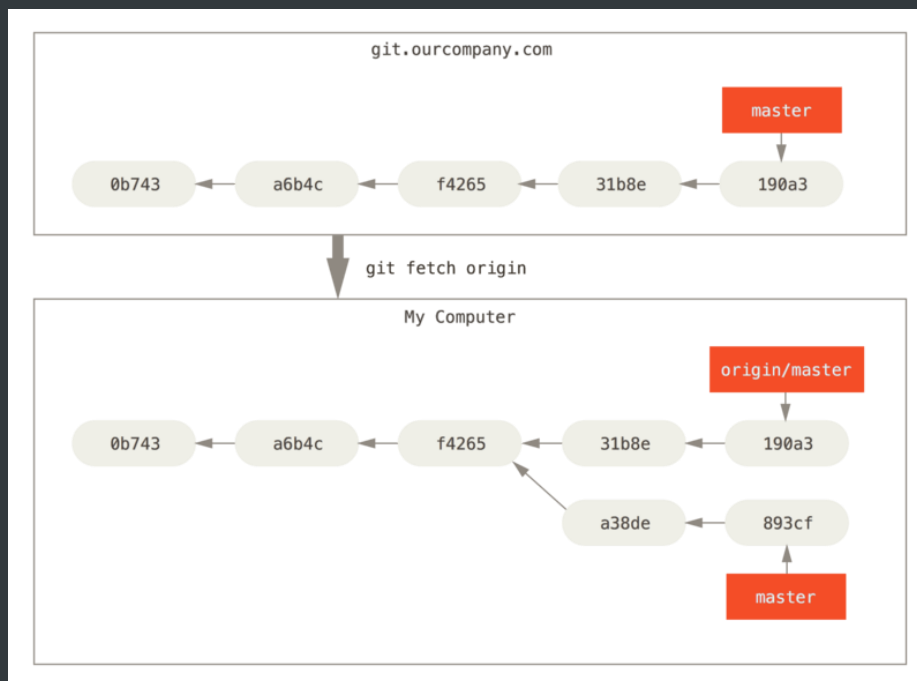 git.ourcompany.com
master
0b743 a6b4c f4265 31b8e 190a3
git fetch origin
My Computer
origin/master
0b743 a6b4c f4265 31b8e 190a3
a38de 893cf
master